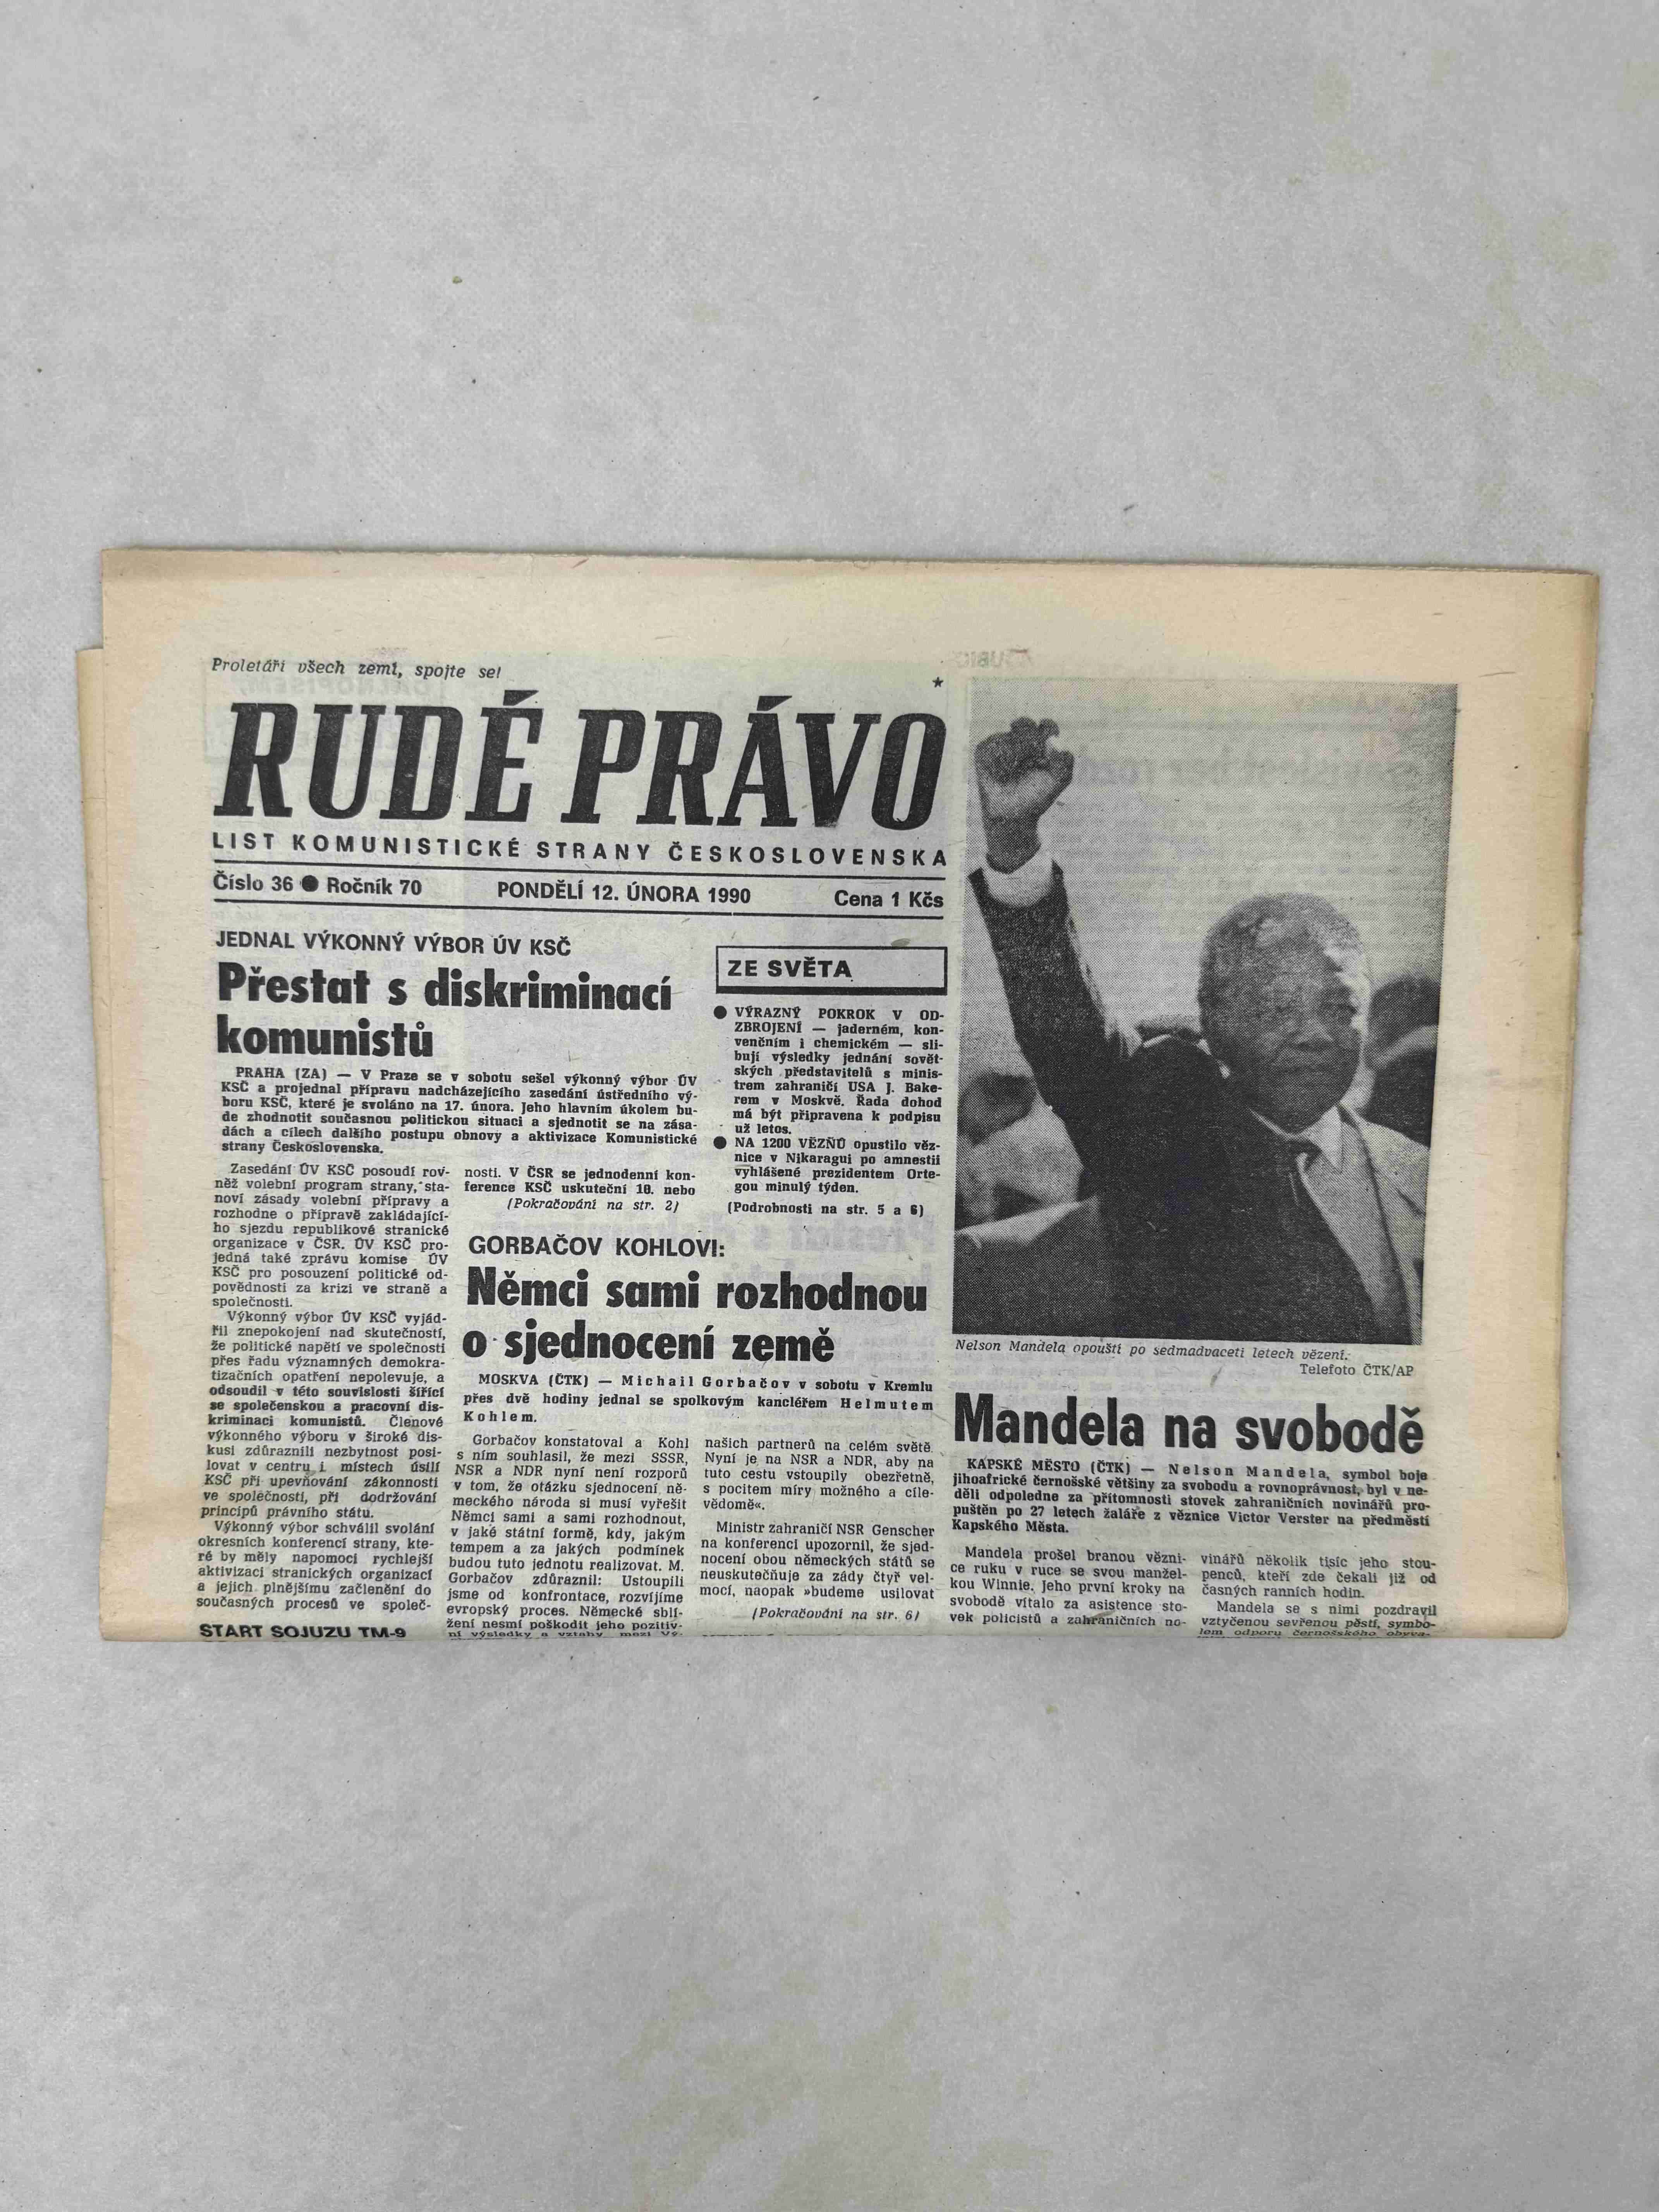 Proletáři všech zemí, spojte se!
RUDÉ PRÁVO
LIST KOMUNISTICKÉ STRANY ČESKOSLOVENSKA
Číslo 36 ● Ročník 70
PONDĚLÍ 12. ÚNORA 1990
Cena 1 Kčs
JEDNAL VÝKONNÝ VÝBOR ÚV KSČ
Přestat s diskriminací
komunistů
PRAHA (ZA) — V Praze se v sobotu sešel výkonný výbor ÚV
KSČ a projednal přípravu nadcházejícího zasedání ústředního vý-
boru KSČ, které je svoláno na 17. února. Jeho hlavním úkolem bu-
de zhodnotit současnou politickou situaci a sjednotit se na zása-
dách a cílech dalšího postupu obnovy a aktivizace Komunistické
strany Československa.
Zasedání ÚV KSČ posoudí rov-
něž volební program strany, sta-
noví zásady volební přípravy a
rozhodne o přípravě zakládající-
ho sjezdu republikové stranické
organizace v ČSR. ÚV KSČ pro-
jedná také zprávu komise ÚV
KSČ pro posouzení politické od-
povědnosti za krizi ve straně a
společnosti.
Výkonný výbor ÚV KSČ vyjád-
řil znepokojení nad skutečností,
že politické napětí ve společnosti
přes řadu významných demokra-
tizačních opatření nepolevuje, a
odsoudil v této souvislosti šířící
se společenskou a pracovní dis-
kriminaci komunistů. Členové
výkonného výboru v široké dis-
kusi zdůraznili nezbytnost posi-
lovat v centru i místech úsilí
KSČ při upevňování zákonnosti
ve společnosti, při dodržování
principů právního státu.
Výkonný výbor schválil svolání
okresních konferencí strany, kte-
ré by měly napomoci rychlejší
aktivizaci stranických organizací
a jejich plnějšímu začlenění do
současných procesů ve společ-
nosti. V ČSR se jednodenní kon-
ference KSČ uskuteční 10. nebo
(Pokračování na str. 2)
START SOJUZU TM-9
ZE SVĚTA
● VÝRAZNÝ POKROK V OD-
ZBROJENÍ — jaderném, kon-
venčním i chemickém — sli-
bují výsledky jednání sovět-
ských představitelů s minis-
trem zahraničí USA J. Bake-
rem v Moskvě. Řada dohod
má být připravena k podpisu
už letos.
● NA 1200 VĚZŇŮ opustilo věz-
nice v Nikaragui po amnestii
vyhlášené prezidentem Orte-
gou minulý týden.
(Podrobnosti na str. 5 a 6)
GORBAČOV KOHLOVI:
Němci sami rozhodnou
o sjednocení země
MOSKVA (ČTK) — Michail Gorbačov v sobotu v Kremlu
přes dvě hodiny jednal se spolkovým kancléřem Helmutem
Kohlem.
Gorbačov konstatoval a Kohl
s ním souhlasil, že mezi SSSR,
NSR a NDR nyní není rozporů
v tom, že otázku sjednocení ně-
meckého národa si musí vyřešit
Němci sami a sami rozhodnout,
v jaké státní formě, kdy, jakým
tempem a za jakých podmínek
budou tuto jednotu realizovat. M.
Gorbačov zdůraznil: Ustoupili
jsme od konfrontace, rozvíjíme
evropský proces. Německé sblí-
žení nesmí poškodit jeho pozitiv-
ní výsledky a vztahy mezi Vý-
našich partnerů na celém světě.
Nyní je na NSR a NDR, aby na
tuto cestu vstoupily obezřetně,
s pocitem míry možného a cíle-
vědomě«.
Ministr zahraničí NSR Genscher
na konferenci upozornil, že sjed-
nocení obou německých států se
neuskutečňuje za zády čtyř vel-
mocí, naopak »budeme usilovat
(Pokračování na str. 6)
Nelson Mandela opouští po sedmadvaceti letech vězení.
Telefoto ČTK/AP
Mandela na svobodě
KAPSKÉ MĚSTO (ČTK) — Nelson Mandela, symbol boje
jihoafrické černošské většiny za svobodu a rovnoprávnost, byl v ne-
děli odpoledne za přítomnosti stovek zahraničních novinářů pro-
puštěn po 27 letech žaláře z věznice Victor Verster na předměstí
Kapského Města.
Mandela prošel branou vězni-
ce ruku v ruce se svou manžel-
kou Winnie. Jeho první kroky na
svobodě vítalo za asistence sto-
vek policistů a zahraničních no-
vinářů několik tisíc jeho stou-
penců, kteří zde čekali již od
časných ranních hodin.
Mandela se s nimi pozdravil
vztyčenou sevřenou pěstí, symbo-
lem odporu černošského obyva-